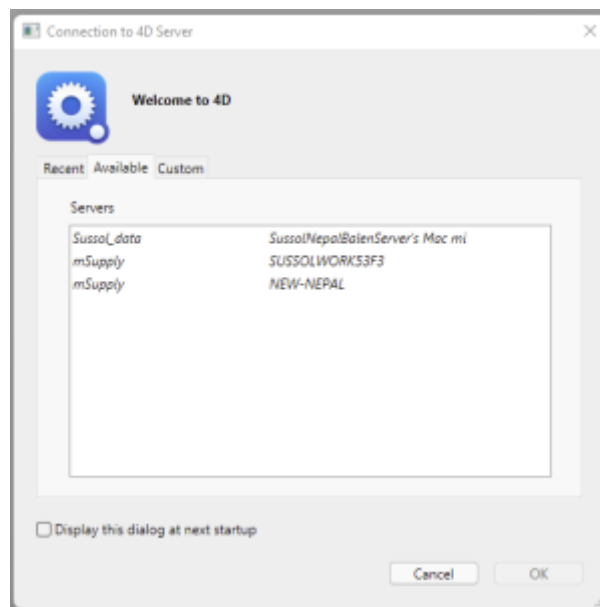 Connection to 4D Server
Welcome to 4D
Recent Available Custom
Servers
Sussol_data SussolNepalBalenServer's Mac mi
mSupply SUSSOLWORK53F3
mSupply NEW-NEPAL
Display this dialog at next startup
Cancel OK